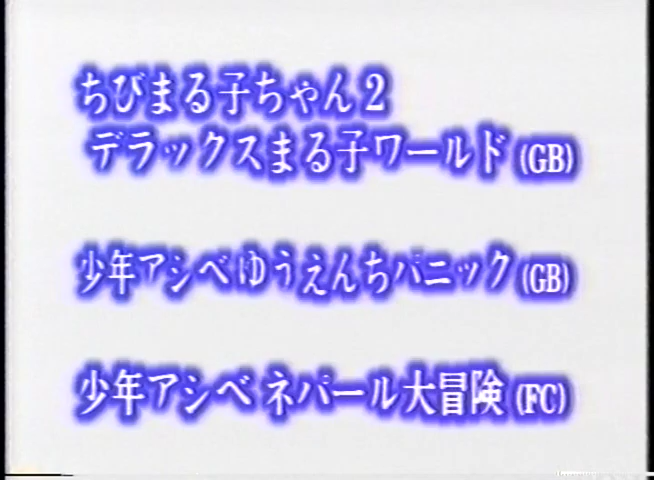 ちびまる子ちゃん2
デラックスまる子ワールド(GB)
少年アシベゆうえんちパニック(GB)
少年アシベ ネパール大冒険(FC)